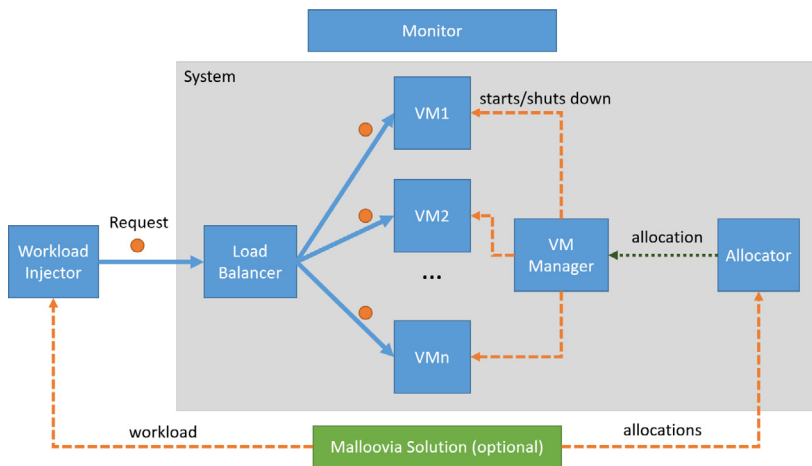 Monitor
System
VM1
starts/shuts down
Request
VM2
Workload
Injector
Load
Balancer
...
VM
Manager
allocation
Allocator
VMn
workload
Malloovia Solution (optional)
allocations